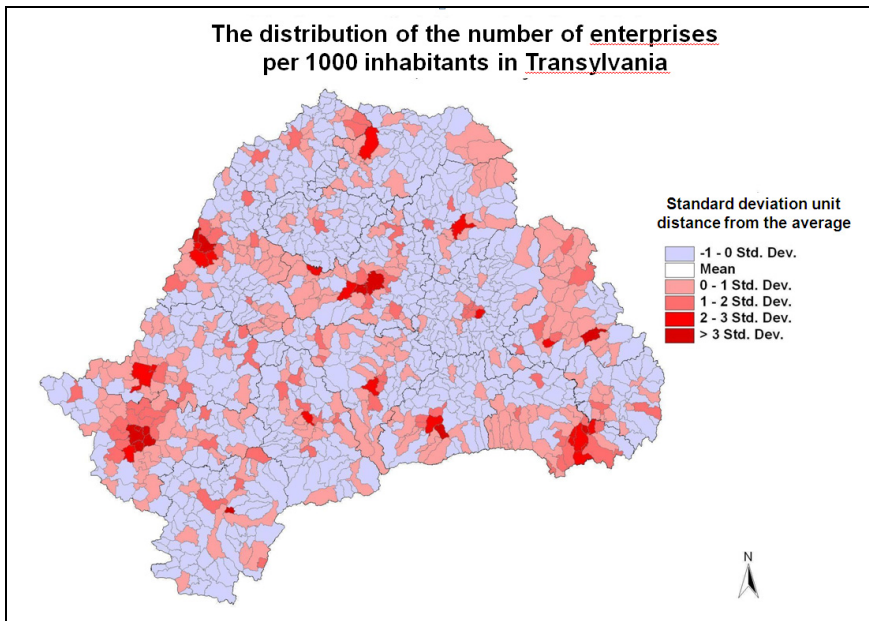 The distribution of the number of enterprises
per 1000 inhabitants in Transylvania
Standard deviation unit
distance from the average
-1 - 0 Std. Dev.
Mean
0 - 1 Std. Dev.
1 - 2 Std. Dev.
2 - 3 Std. Dev.
> 3 Std. Dev.
N